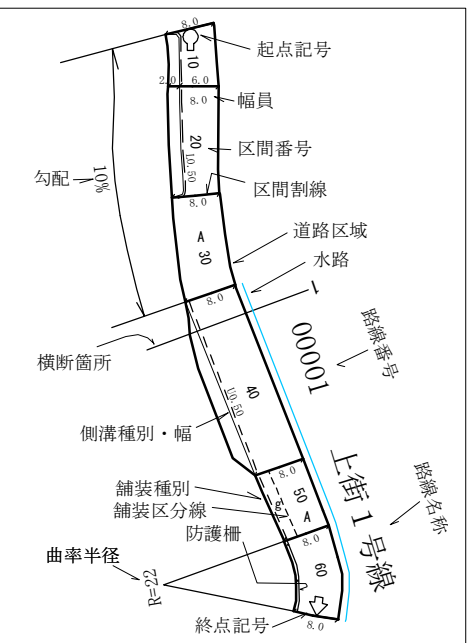 8.0
起点記号
10
2.0 6.0
8.0
幅員
20
区間番号
L0.50
区間割線
勾配
10%
8.0
道路区域
A 30
水路
8.0
1
横断箇所
00001
路線番号
40
U0.50
側溝種別・幅
上街1号線
路線名称
8.0
舗装種別
50
舗装区分線
g
A
防護柵
60
曲率半径
R=22
終点記号
8.0